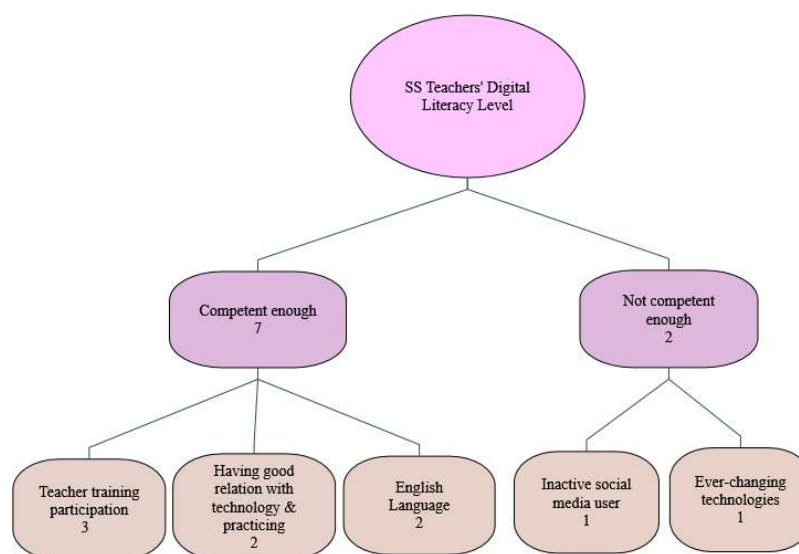 SS Teachers' Digital
Literacy Level
Competent enough
7
Not competent
enough
2
Teacher training
participation
3
Having good
relation with
technology &
practicing
2
English
Language
2
Inactive social
media user
1
Ever-changing
technologies
1